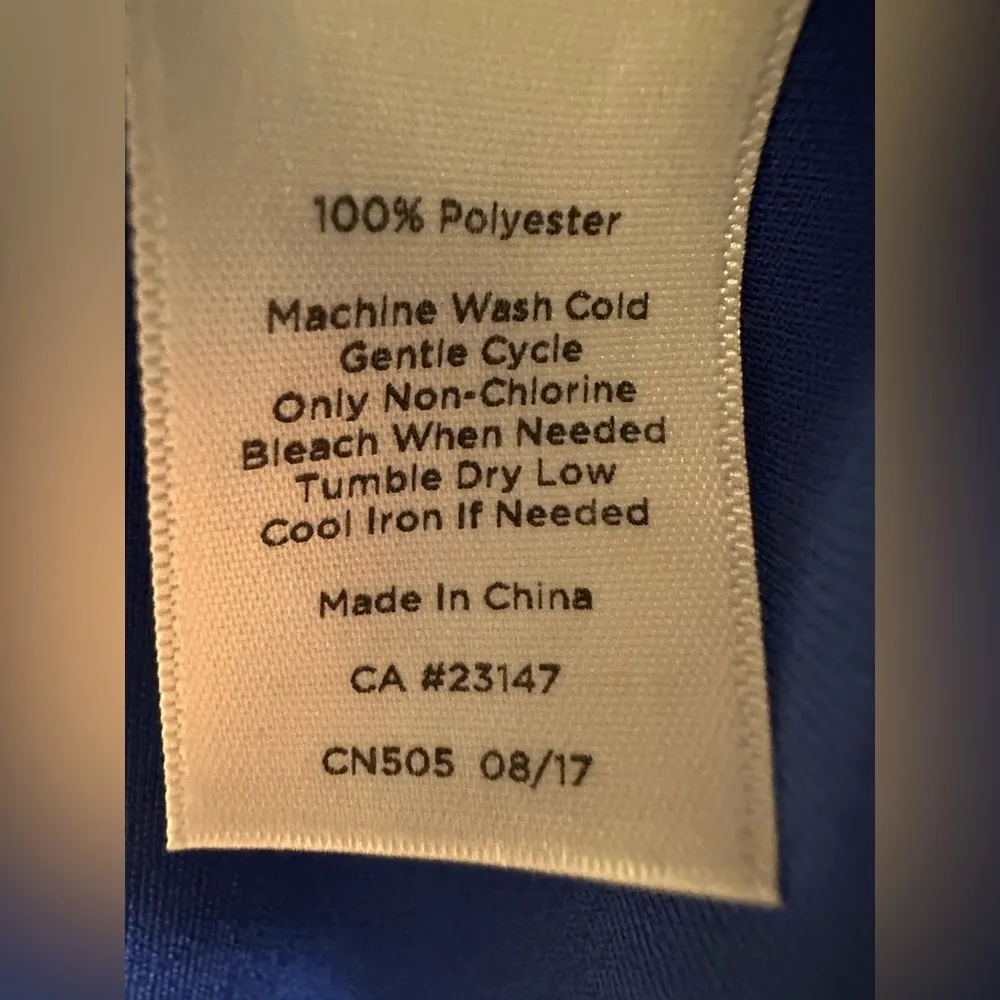 100% Polyester
Machine Wash Cold
Gentle Cycle
Only Non-Chlorine
Bleach When Needed
Tumble Dry Low
Cool Iron If Needed
Made In China
CA #23147
CN505 08/17